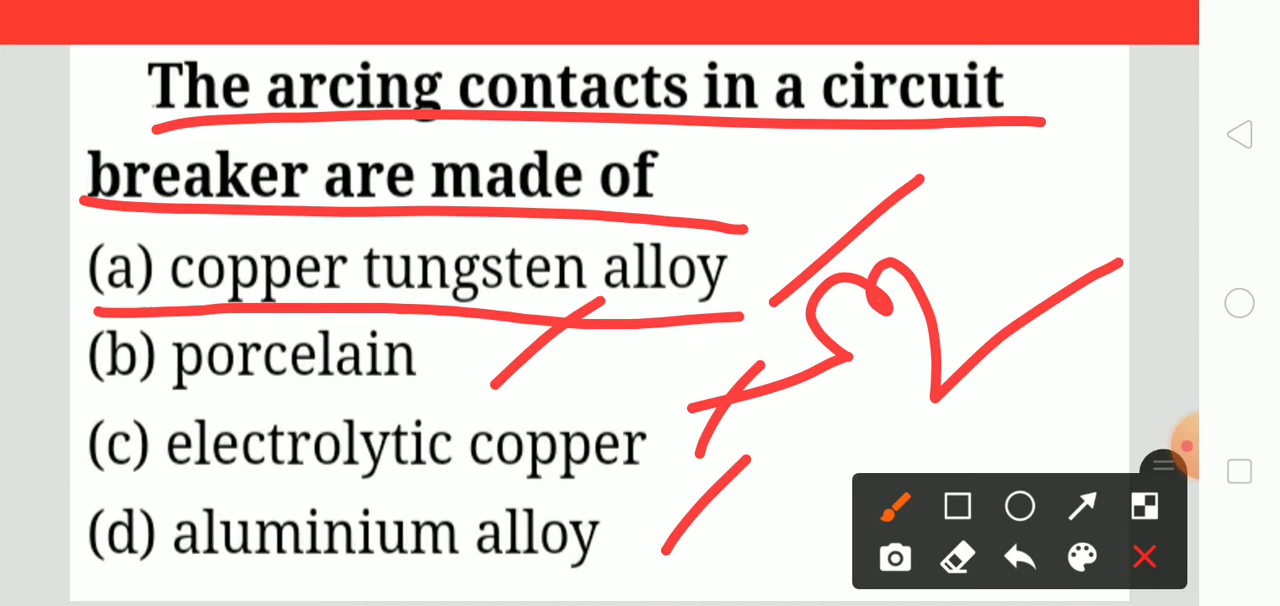 The arcing contacts in a circuit
breaker are made of
(a) copper tungsten alloy
(b) porcelain
(c) electrolytic copper
(d) aluminium alloy